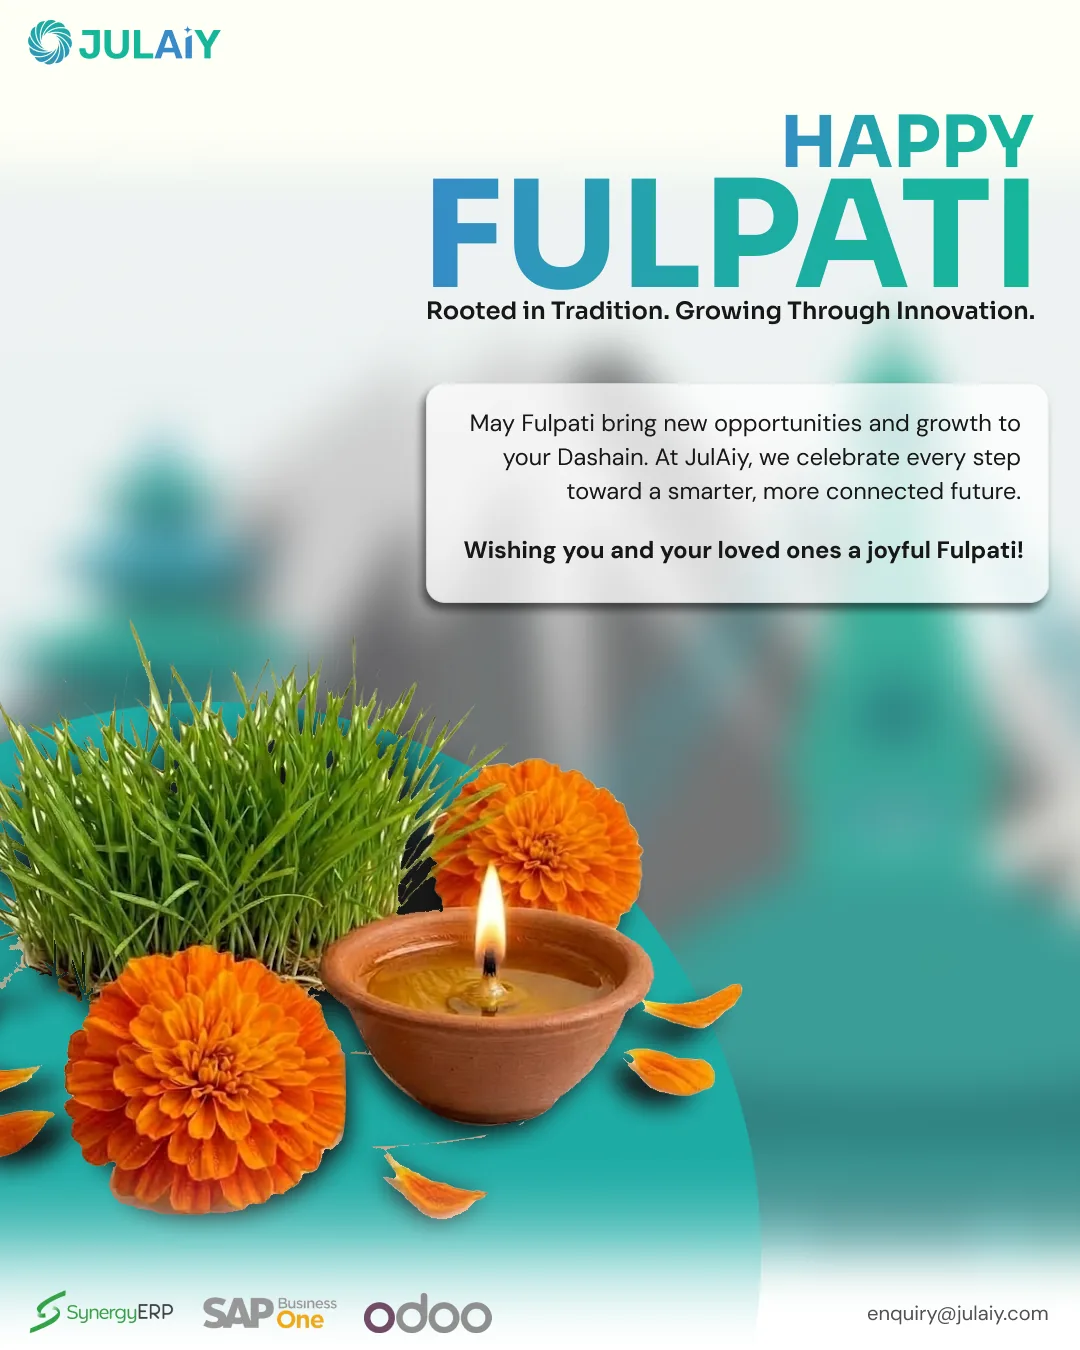 JULAiY
HAPPY
FULPATI
Rooted in Tradition. Growing Through Innovation.
May Fulpati bring new opportunities and growth to
your Dashain. At JulAiy, we celebrate every step
toward a smarter, more connected future.
Wishing you and your loved ones a joyful Fulpati!
SynergyERP
SAP Business One
odoo
enquiry@julaiy.com